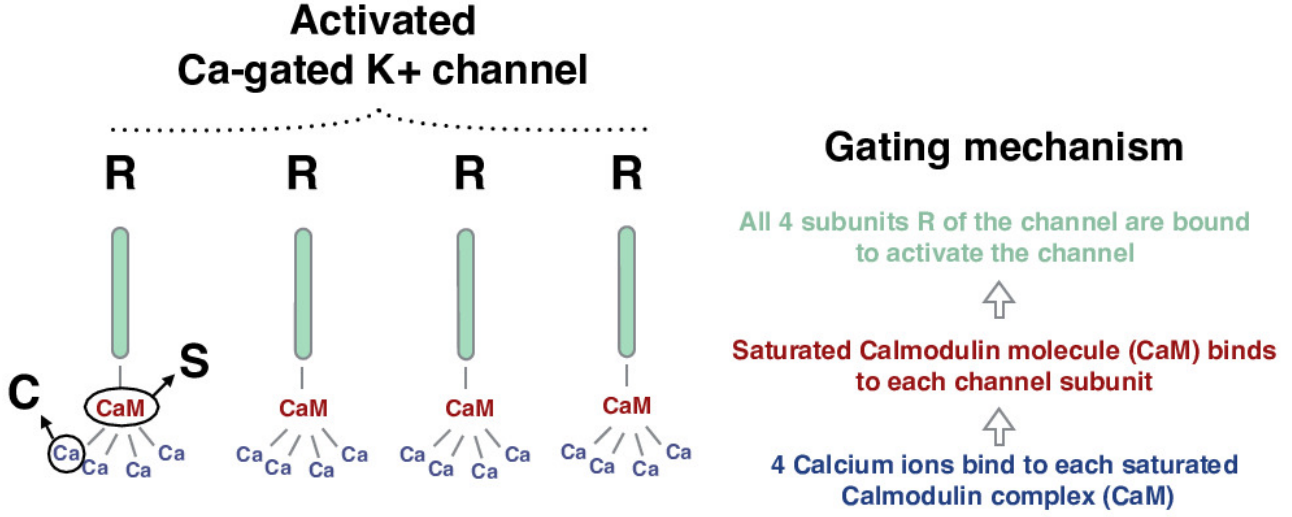 Activated
Ca-gated K+ channel
R R R R
S
C
CaM CaM CaM CaM
Ca Ca Ca Ca Ca Ca Ca Ca Ca Ca Ca Ca Ca Ca Ca Ca
Gating mechanism
All 4 subunits R of the channel are bound
to activate the channel
Saturated Calmodulin molecule (CaM) binds
to each channel subunit
4 Calcium ions bind to each saturated
Calmodulin complex (CaM)